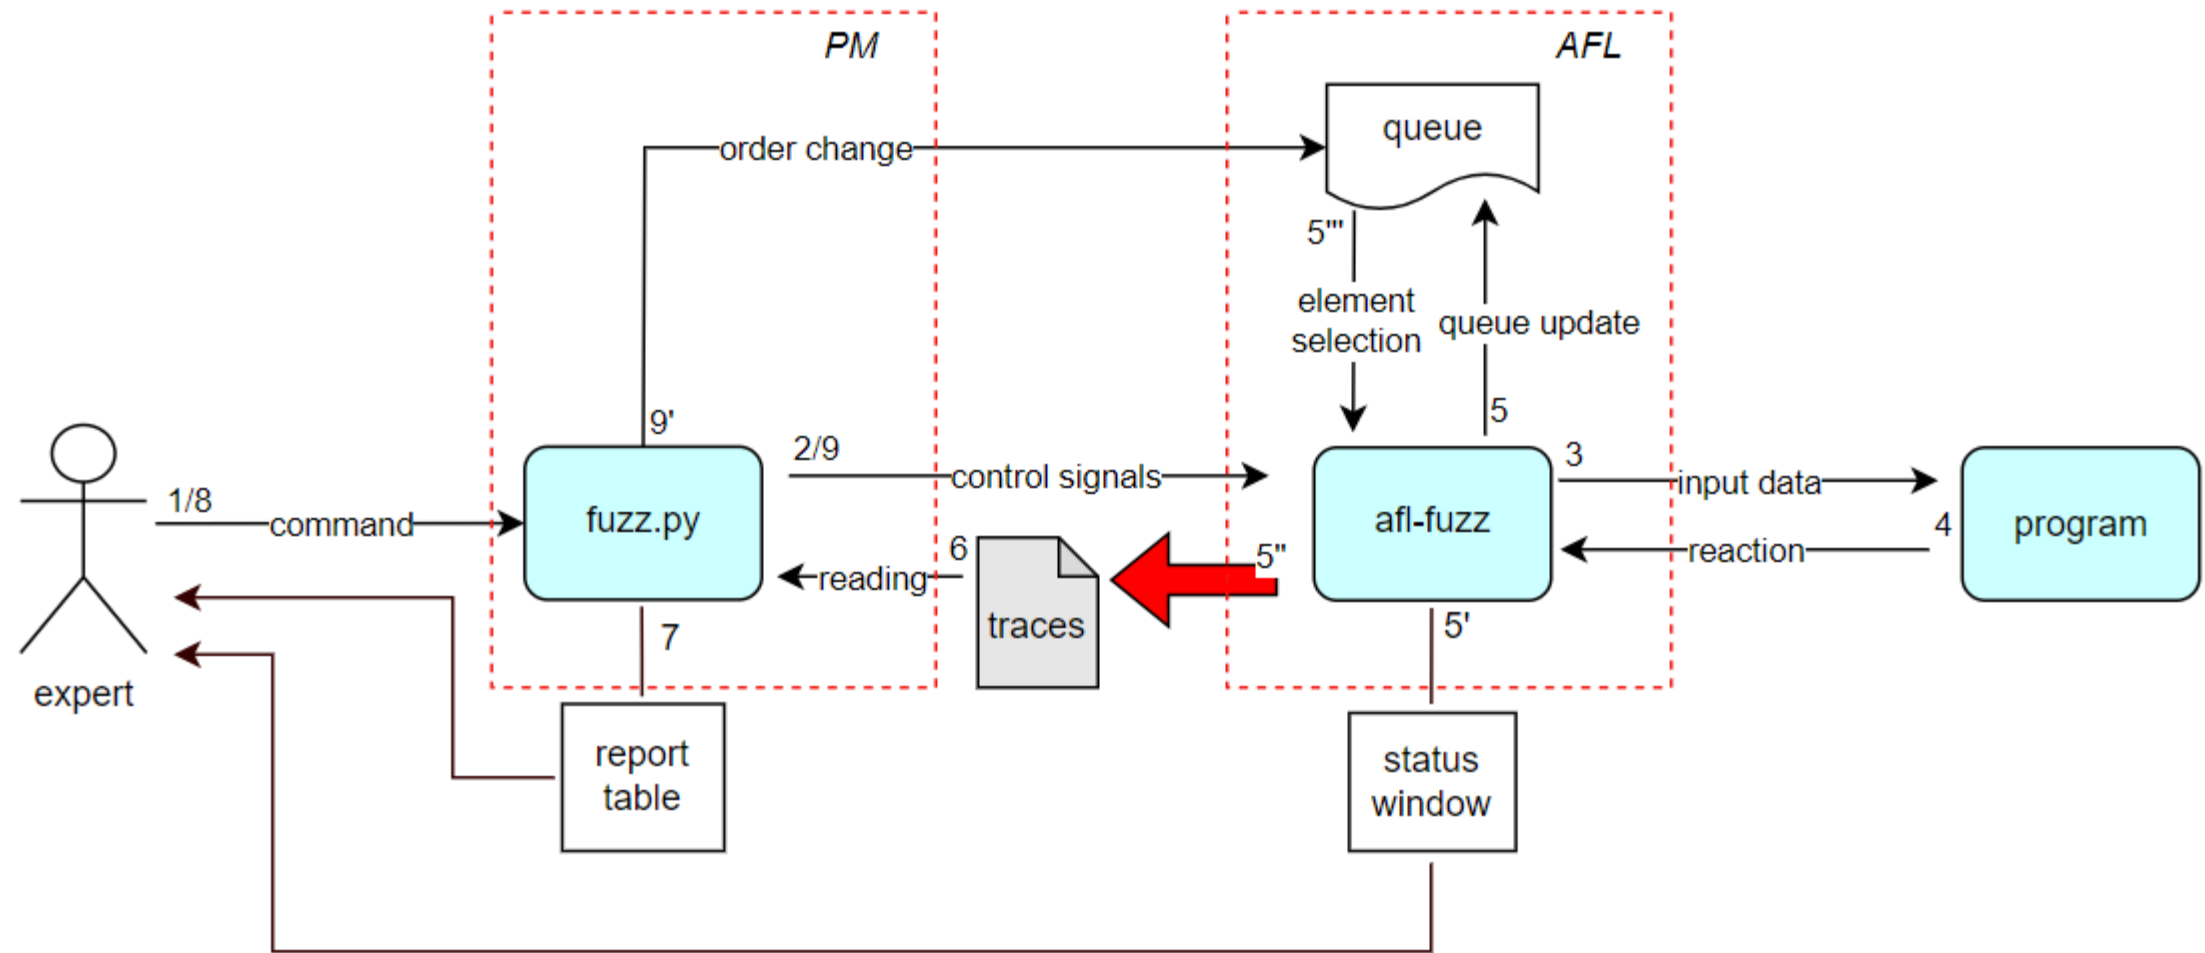 PM
AFL
queue
order change
5'''
element
selection
queue update
9'
5
2/9
control signals
3
input data
1/8
command
fuzz.py
afl-fuzz
program
4
reaction
6
reading
5"
traces
7
5'
expert
report
table
status
window